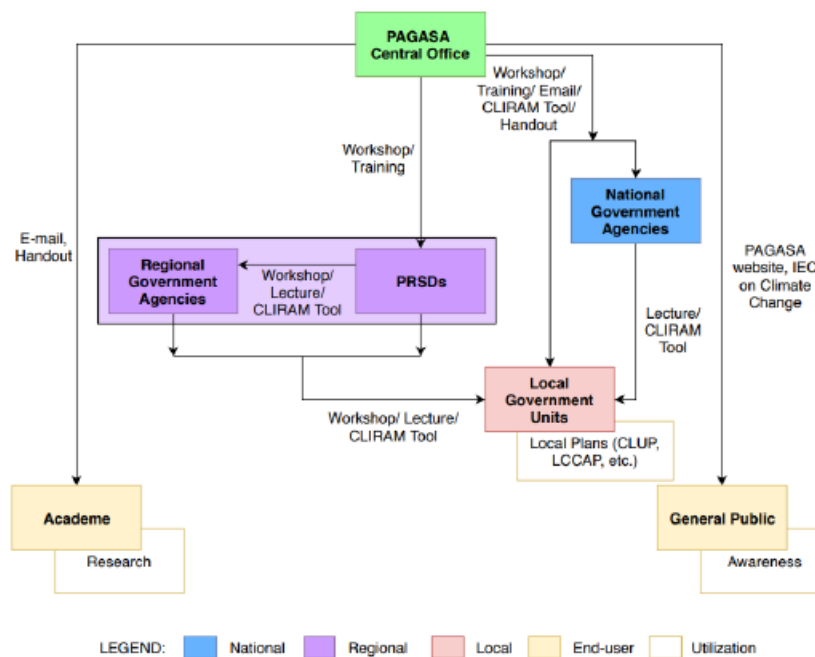 PAGASA
Central Office
Workshop/
Training/ Email/
CLIRAM Tool/
Handout
Workshop/
Training
National
Government
Agencies
E-mail,
Handout
Regional
Government
Agencies
Workshop/
Lecture/
CLIRAM Tool
PRSDs
PAGASA
website, IEC
on Climate
Change
Lecture/
CLIRAM
Tool
Local
Government
Units
Workshop/ Lecture/
CLIRAM Tool
Local Plans (CLUP,
LCCAP, etc.)
Academe
Research
General Public
Awareness
LEGEND: National Regional Local End-user Utilization